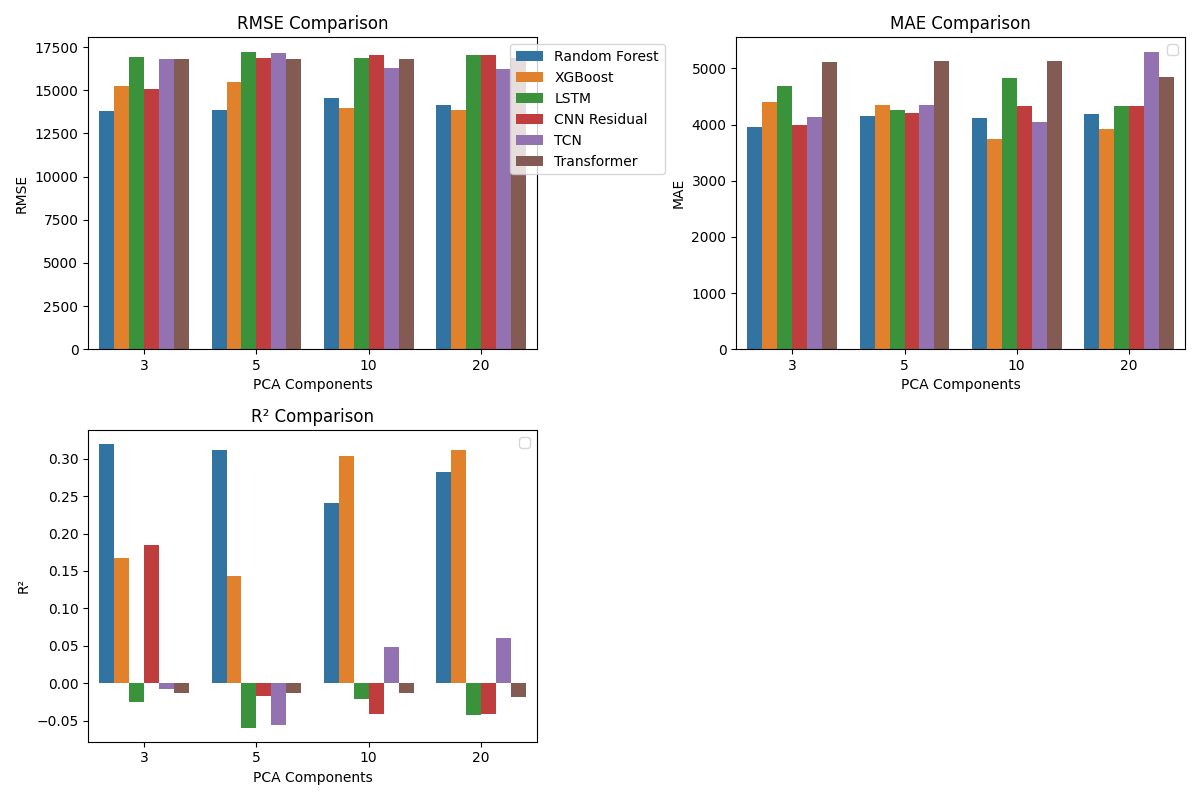 RMSE Comparison
RMSE
17500
15000
12500
10000
7500
5000
2500
0
3 5 10 20
PCA Components
Random Forest
XGBoost
LSTM
CNN Residual
TCN
Transformer
MAE Comparison
MAE
5000
4000
3000
2000
1000
0
3 5 10 20
PCA Components
R² Comparison
R²
0.30
0.25
0.20
0.15
0.10
0.05
0.00
−0.05
3 5 10 20
PCA Components